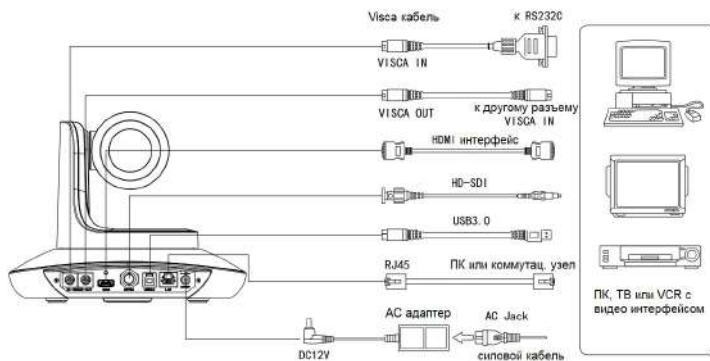 Visca кабель
к RS232C
VISCA IN
VISCA OUT
к другому разъему
VISCA IN
HDMI интерфейс
HD-SDI
USB3.0
RJ45
ПК или коммутац. узел
АС адаптер
AC Jack
DC12V
силовой кабель
ПК, ТВ или VCR с
видео интерфейсом